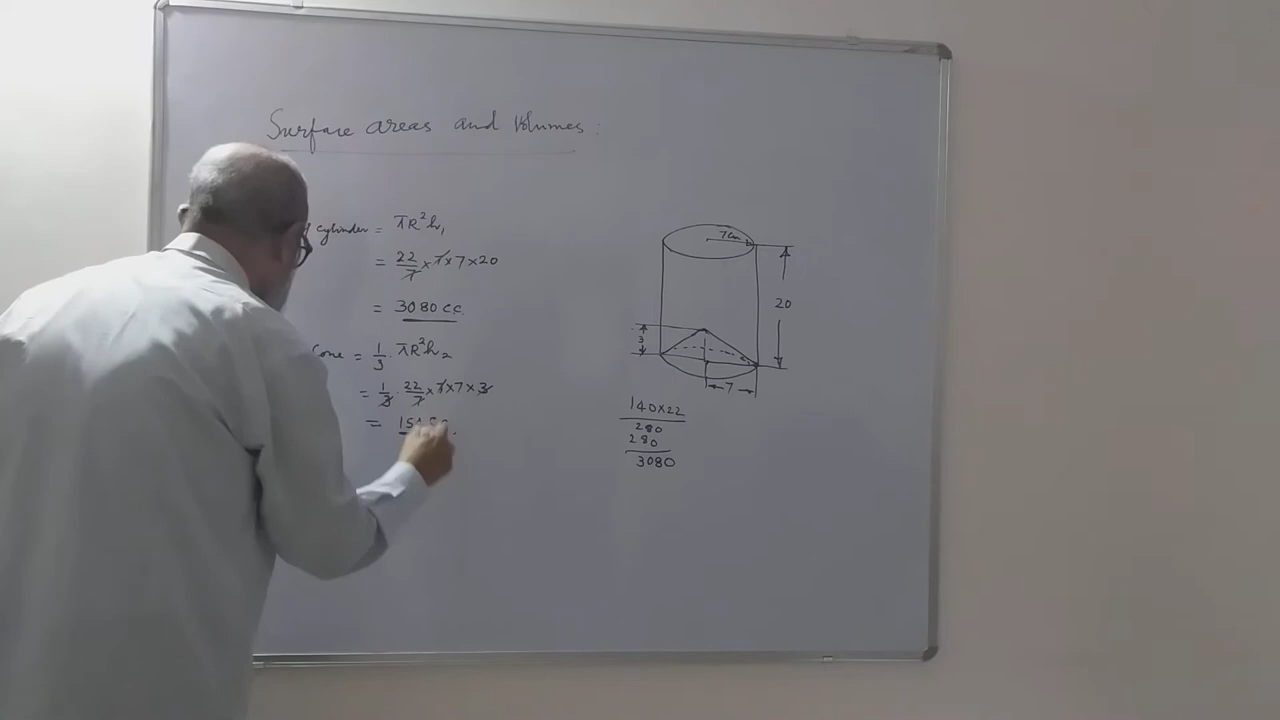 Surface areas and Volumes :
cylinder = πR²h₁
= 22/7 × 7 × 7 × 20
= 3080 cc.
cone = 1/3 · πR²h₂
= 1/3 · 22/7 × 7 × 7 × 3
=
7cm
20
3
7
140×22
280
280
3080